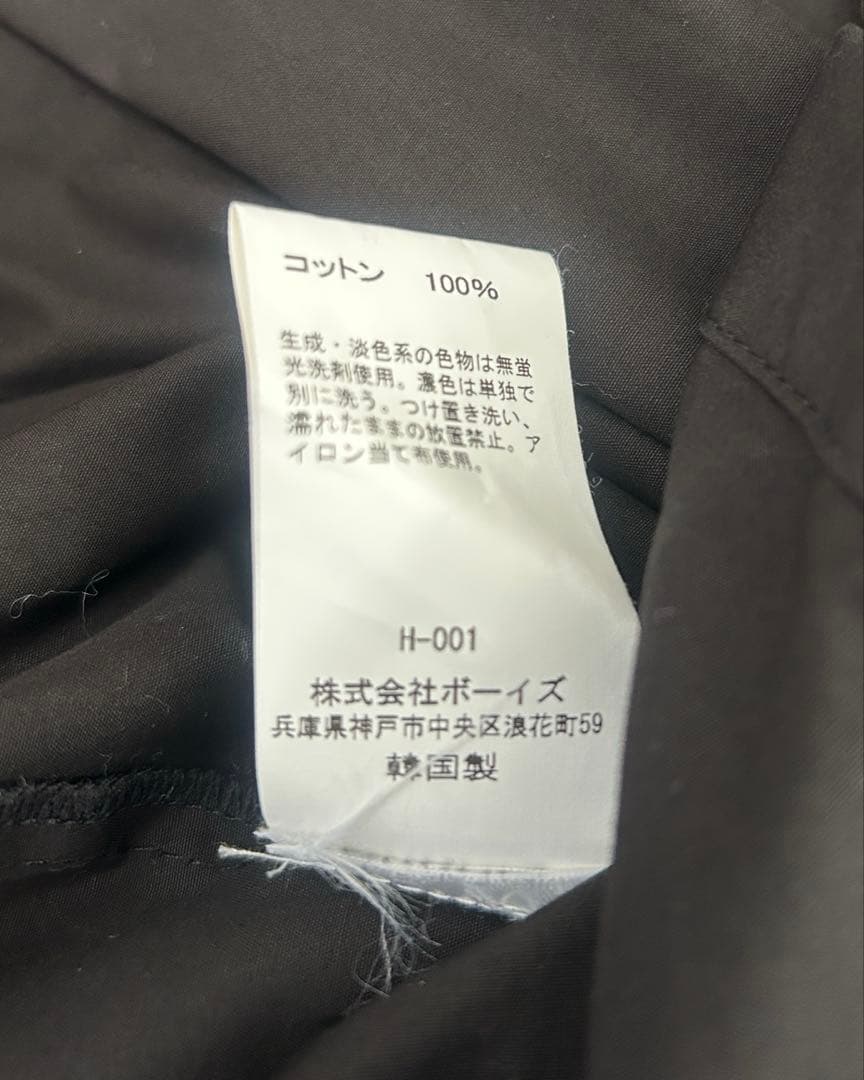 コットン 100%
生成・淡色系の色物は無蛍
光洗剤使用。濃色は単独で
別に洗う。つけ置き洗い、
濡れたままの放置禁止。ア
イロン当て布使用。
H-001
株式会社ボーイズ
兵庫県神戸市中央区浪花町59
韓国製